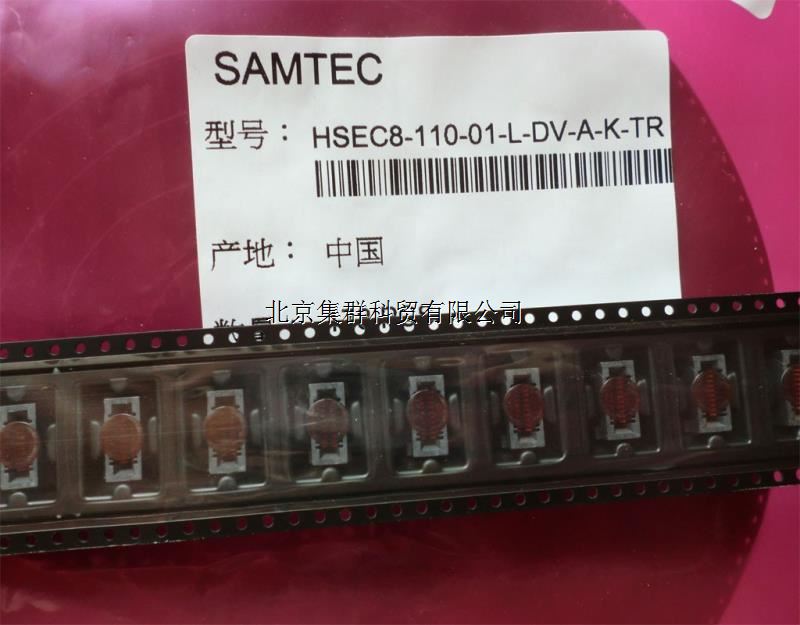 SAMTEC
型号： HSEC8-110-01-L-DV-A-K-TR
产地： 中国
北京集群科贸有限公司